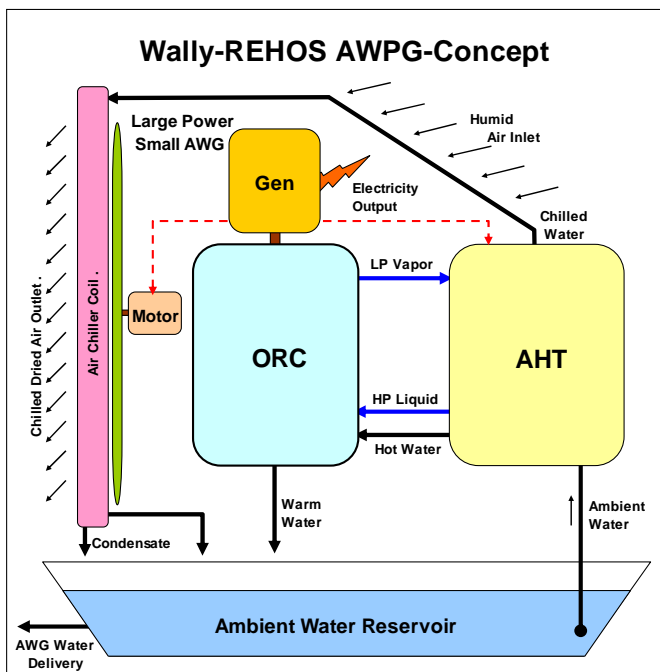 Wally-REHOS AWPG-Concept
Large Power
Small AWG
Humid
Air Inlet
Gen
Electricity
Output
Chilled
Water
LP Vapor
Chilled Dried Air Outlet .
Air Chiller Coil .
Motor
ORC
AHT
HP Liquid
Hot Water
Warm
Water
Ambient
Water
Condensate
Ambient Water Reservoir
AWG Water
Delivery